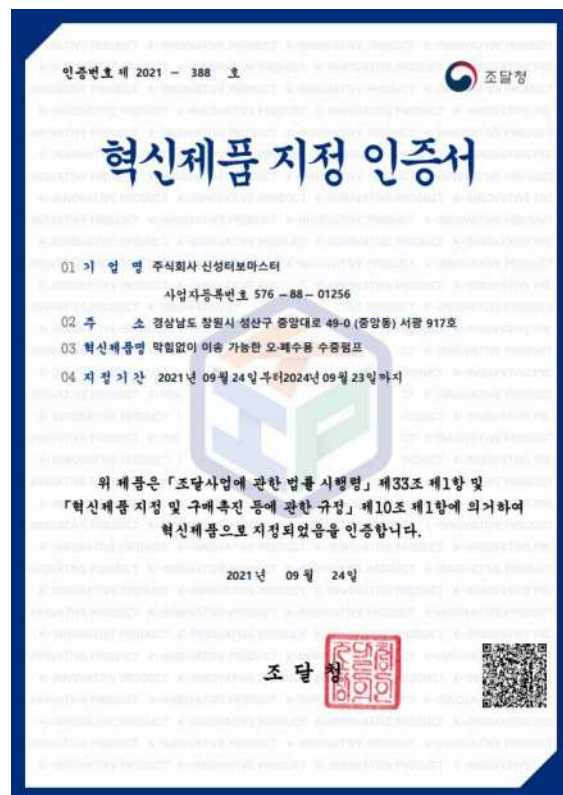 인증번호 제 2021 - 388 호
조달청
혁신제품 지정 인증서
01 기 업 명 주식회사 신성터보마스터
사업자등록번호 576 - 88 - 01256
02 주 소 경상남도 창원시 성산구 중앙대로 49-0 (중앙동) 서광 917호
03 혁신제품명 막힘없이 이송 가능한 오·폐수용 수중펌프
04 지정기간 2021년 09월 24일부터2024년 09월 23일까지
위 제품은 「조달사업에 관한 법률 시행령」 제33조 제1항 및
「혁신제품 지정 및 구매촉진 등에 관한 규정」 제10조 제1항에 의거하여
혁신제품으로 지정되었음을 인증합니다.
2021년 09월 24일
조 달 청